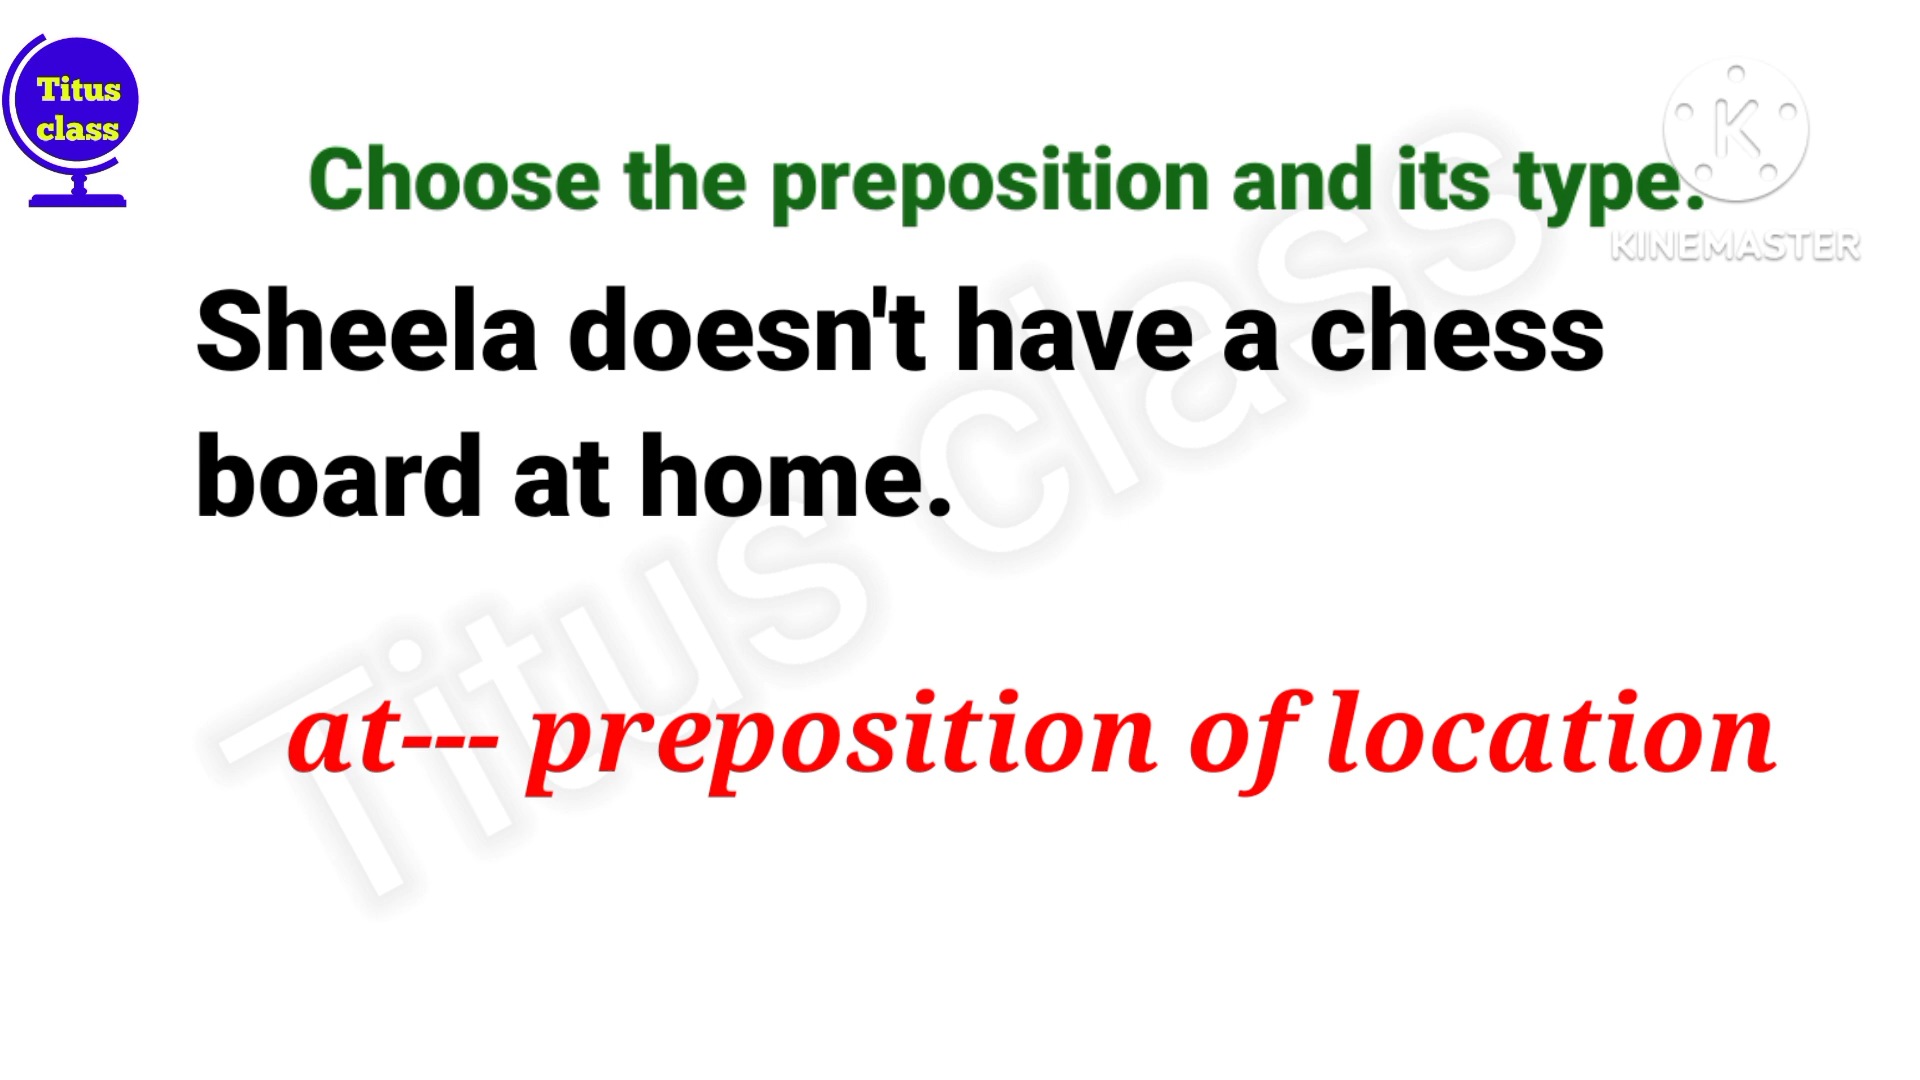 Titus
class
Choose the preposition and its type.
KINEMASTER
Sheela doesn't have a chess
board at home.
Titus class
at--- preposition of location